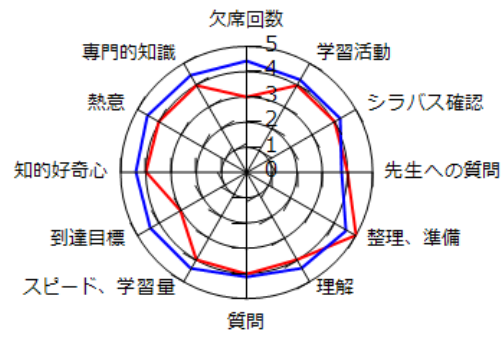 欠席回数
学習活動
シラバス確認
先生への質問
整理、準備
理解
質問
スピード、学習量
到達目標
知的好奇心
熱意
専門的知識
5
4
3
2
1
0